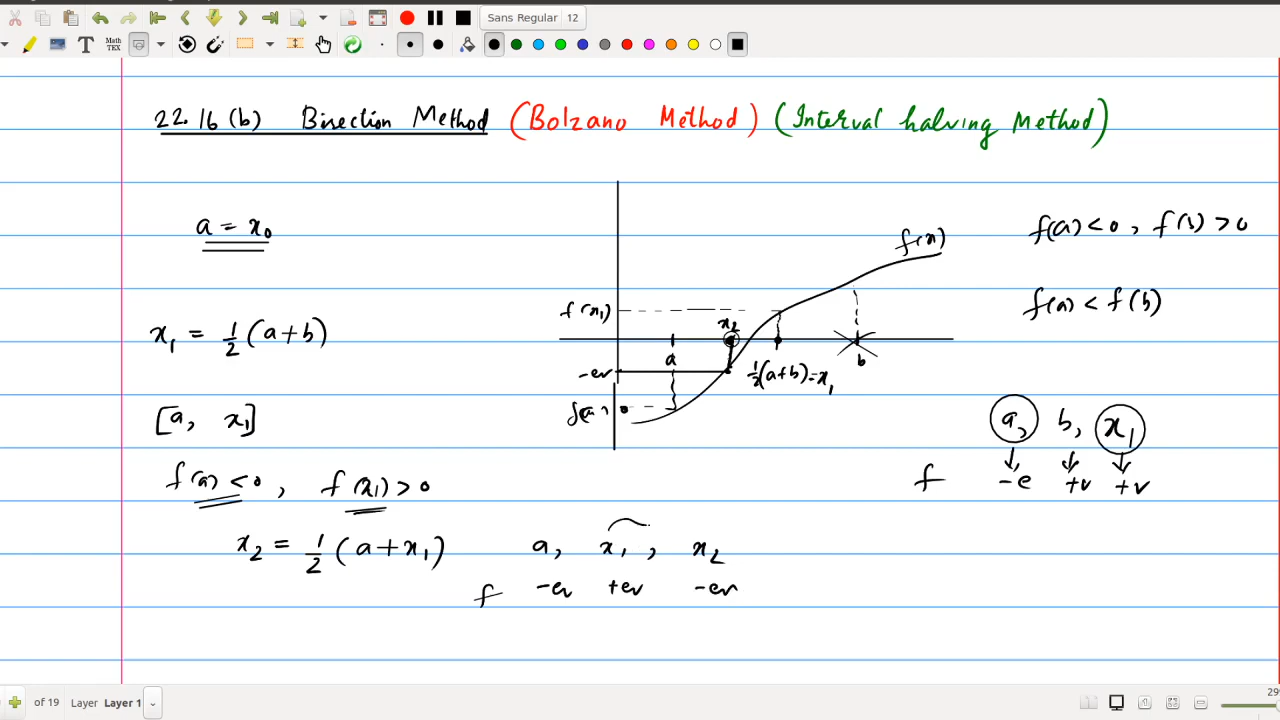 Sans Regular 12
22.16 (b) Bisection Method (Bolzano Method) (Interval halving Method)
a = x₀
f(x)
f(a) < 0 , f(b) > 0
f(x₁)
f(a) < f(b)
x₁ = 1/2 (a+b)
x₂
a
b
-ev
1/2(a+b)=x₁
[a, x₁]
f(a)
a, b, x₁
f(a) < 0 , f(x₁) > 0
f -e +v +v
x₂ = 1/2 (a + x₁) a, x₁ , x₂
f -ev +ev -ev
of 19 Layer Layer 1